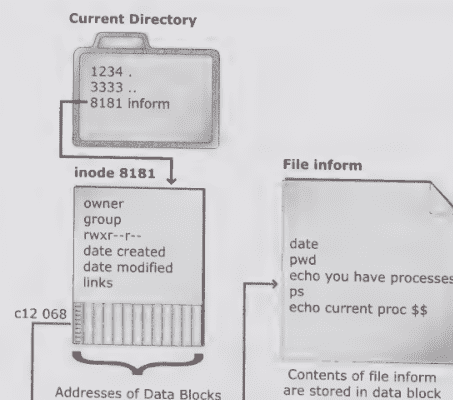 Current Directory
1234 .
3333 ..
8181 inform
inode 8181
owner
group
rwxr--r--
date created
date modified
links
c12 068
Addresses of Data Blocks
File inform
date
pwd
echo you have processes
ps
echo current proc $$
Contents of file inform
are stored in data block